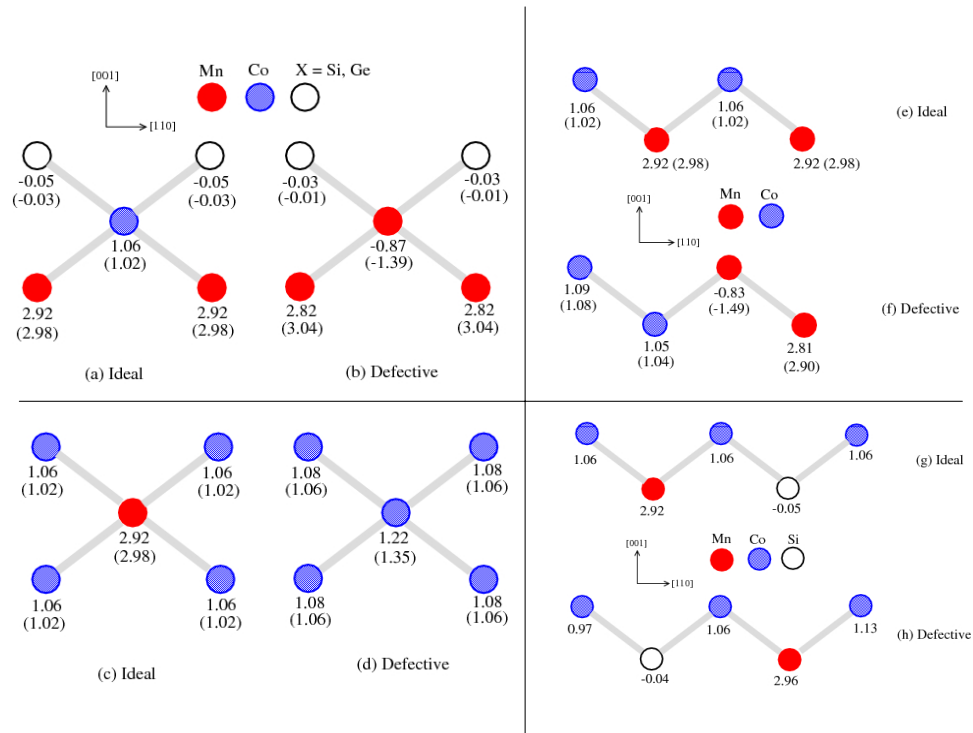 Mn Co X = Si, Ge
[001]
[110]
-0.05 -0.05 -0.03 -0.03
(-0.03) (-0.03) (-0.01) (-0.01)
1.06 -0.87
(1.02) (-1.39)
2.92 2.92 2.82 2.82
(2.98) (2.98) (3.04) (3.04)
(a) Ideal (b) Defective
1.06 1.06 1.08 1.08
(1.02) (1.02) (1.06) (1.06)
2.92 1.22
(2.98) (1.35)
1.06 1.06 1.08 1.08
(1.02) (1.02) (1.06) (1.06)
(c) Ideal (d) Defective
1.06 1.06 (e) Ideal
(1.02) (1.02)
2.92 (2.98) 2.92 (2.98)
Mn Co
[001]
[110]
1.09 -0.83
(1.08) (-1.49) (f) Defective
1.05 2.81
(1.04) (2.90)
1.06 1.06 1.06 (g) Ideal
2.92 -0.05
Mn Co Si
[001]
[110]
0.97 1.06 1.13 (h) Defective
-0.04 2.96